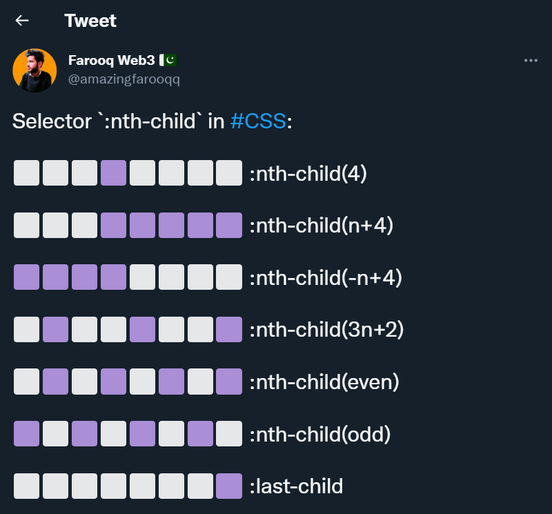 Tweet
Farooq Web3 🇵🇰
@amazingfarooqq
Selector `:nth-child` in #CSS:
:nth-child(4)
:nth-child(n+4)
:nth-child(-n+4)
:nth-child(3n+2)
:nth-child(even)
:nth-child(odd)
:last-child